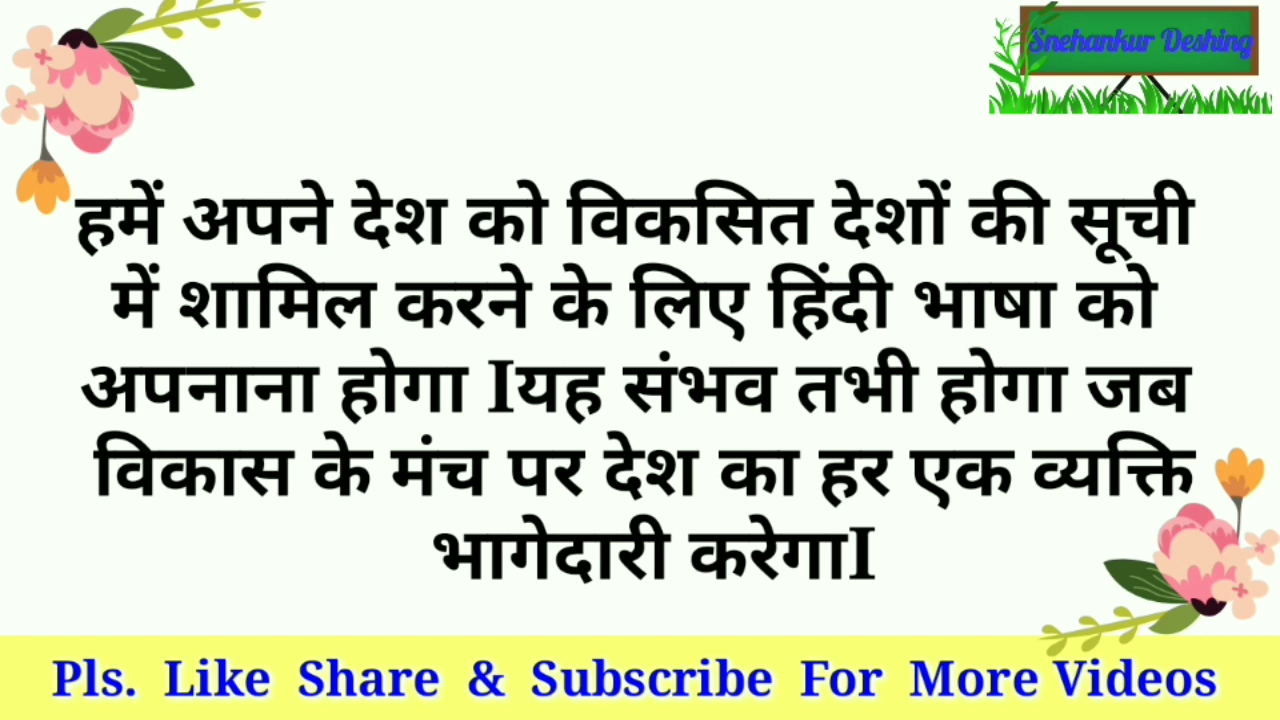 Snehankur Deshing
हमें अपने देश को विकसित देशों की सूची
में शामिल करने के लिए हिंदी भाषा को
अपनाना होगा Iयह संभव तभी होगा जब
विकास के मंच पर देश का हर एक व्यक्ति
भागेदारी करेगाI
Pls. Like Share & Subscribe For More Videos